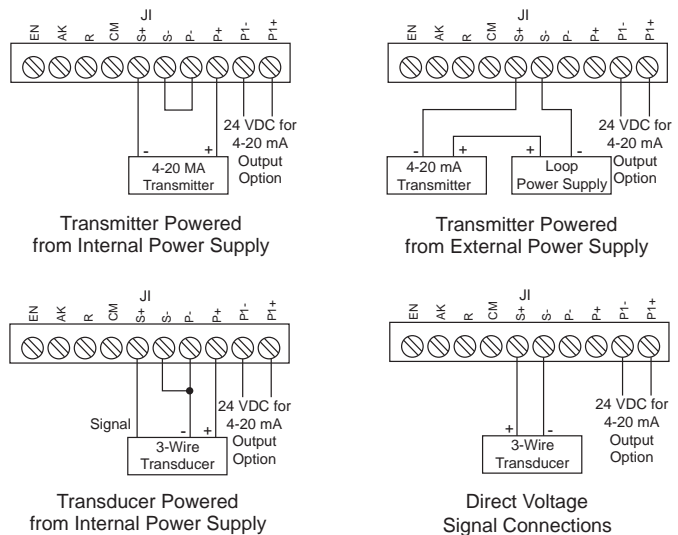 JI
EN AK R CM S+ S- P- P+ P1- P1+
- +
4-20 MA
Transmitter
24 VDC for
4-20 mA
Output
Option
Transmitter Powered
from Internal Power Supply
JI
EN AK R CM S+ S- P- P+ P1- P1+
- + + -
4-20 mA
Transmitter
Loop
Power Supply
24 VDC for
4-20 mA
Output
Option
Transmitter Powered
from External Power Supply
JI
EN AK R CM S+ S- P- P+ P1- P1+
Signal
- +
3-Wire
Transducer
24 VDC for
4-20 mA
Output
Option
Transducer Powered
from Internal Power Supply
JI
EN AK R CM S+ S- P- P+ P1- P1+
+ -
3-Wire
Transducer
24 VDC for
4-20 mA
Output
Option
Direct Voltage
Signal Connections